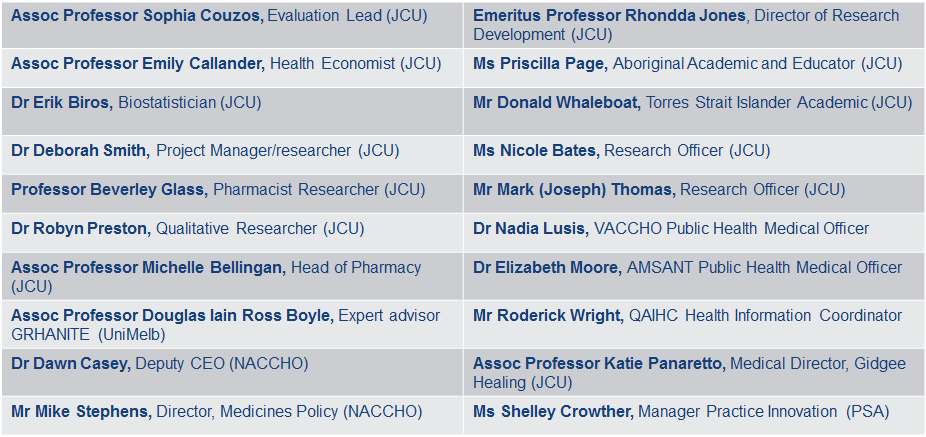 Assoc Professor Sophia Couzos, Evaluation Lead (JCU)
Emeritus Professor Rhondda Jones, Director of Research
Development (JCU)
Assoc Professor Emily Callander, Health Economist (JCU)
Ms Priscilla Page, Aboriginal Academic and Educator (JCU)
Dr Erik Biros, Biostatistician (JCU)
Mr Donald Whaleboat, Torres Strait Islander Academic (JCU)
Dr Deborah Smith, Project Manager/researcher (JCU)
Ms Nicole Bates, Research Officer (JCU)
Professor Beverley Glass, Pharmacist Researcher (JCU)
Mr Mark (Joseph) Thomas, Research Officer (JCU)
Dr Robyn Preston, Qualitative Researcher (JCU)
Dr Nadia Lusis, VACCHO Public Health Medical Officer
Assoc Professor Michelle Bellingan, Head of Pharmacy
(JCU)
Dr Elizabeth Moore, AMSANT Public Health Medical Officer
Assoc Professor Douglas Iain Ross Boyle, Expert advisor
GRHANITE (UniMelb)
Mr Roderick Wright, QAIHC Health Information Coordinator
Dr Dawn Casey, Deputy CEO (NACCHO)
Assoc Professor Katie Panaretto, Medical Director, Gidgee
Healing (JCU)
Mr Mike Stephens, Director, Medicines Policy (NACCHO)
Ms Shelley Crowther, Manager Practice Innovation (PSA)